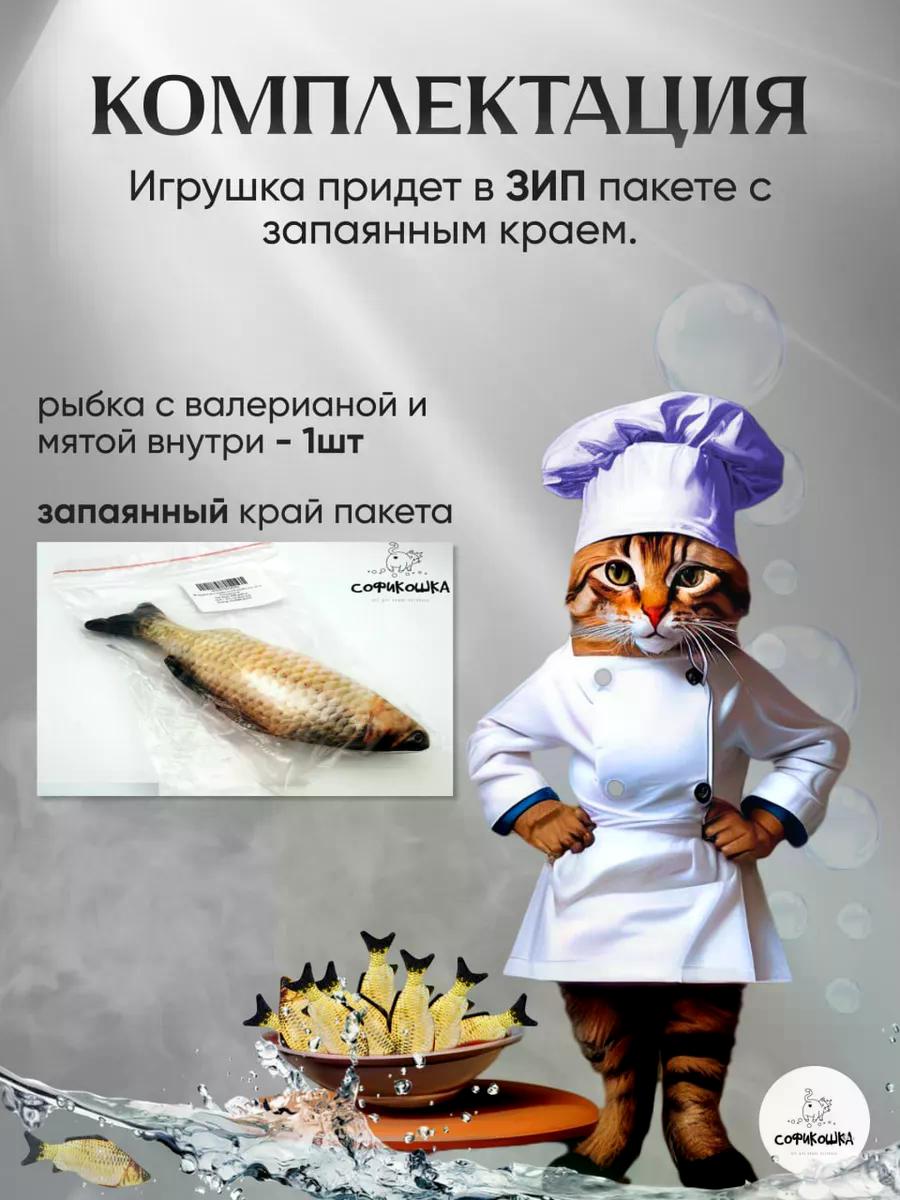 КОМПЛЕКТАЦИЯ
Игрушка придет в ЗИП пакете с
запаянным краем.
рыбка с валерианой и
мятой внутри - 1шт
запаянный край пакета
СОФИКОШКА
СОФИКОШКА